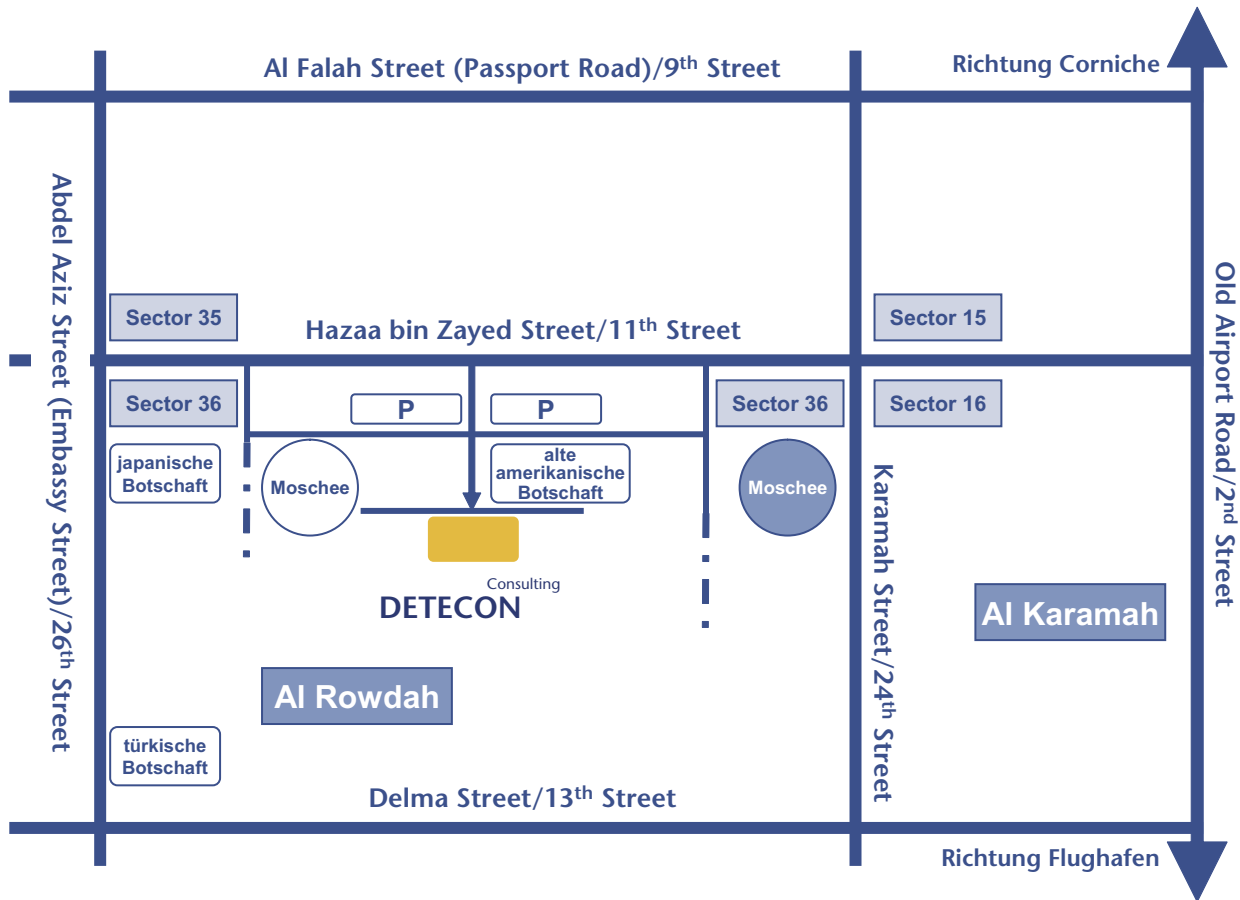 Al Falah Street (Passport Road)/9th Street
Richtung Corniche
Abdel Aziz Street (Embassy Street)/26th Street
Old Airport Road/2nd Street
Sector 35
Hazaa bin Zayed Street/11th Street
Sector 15
Sector 36
P
P
Sector 36
Sector 16
japanische
Botschaft
Moschee
alte
amerikanische
Botschaft
Moschee
Karamah Street/24th Street
Consulting
DETECON
Al Karamah
Al Rowdah
türkische
Botschaft
Delma Street/13th Street
Richtung Flughafen